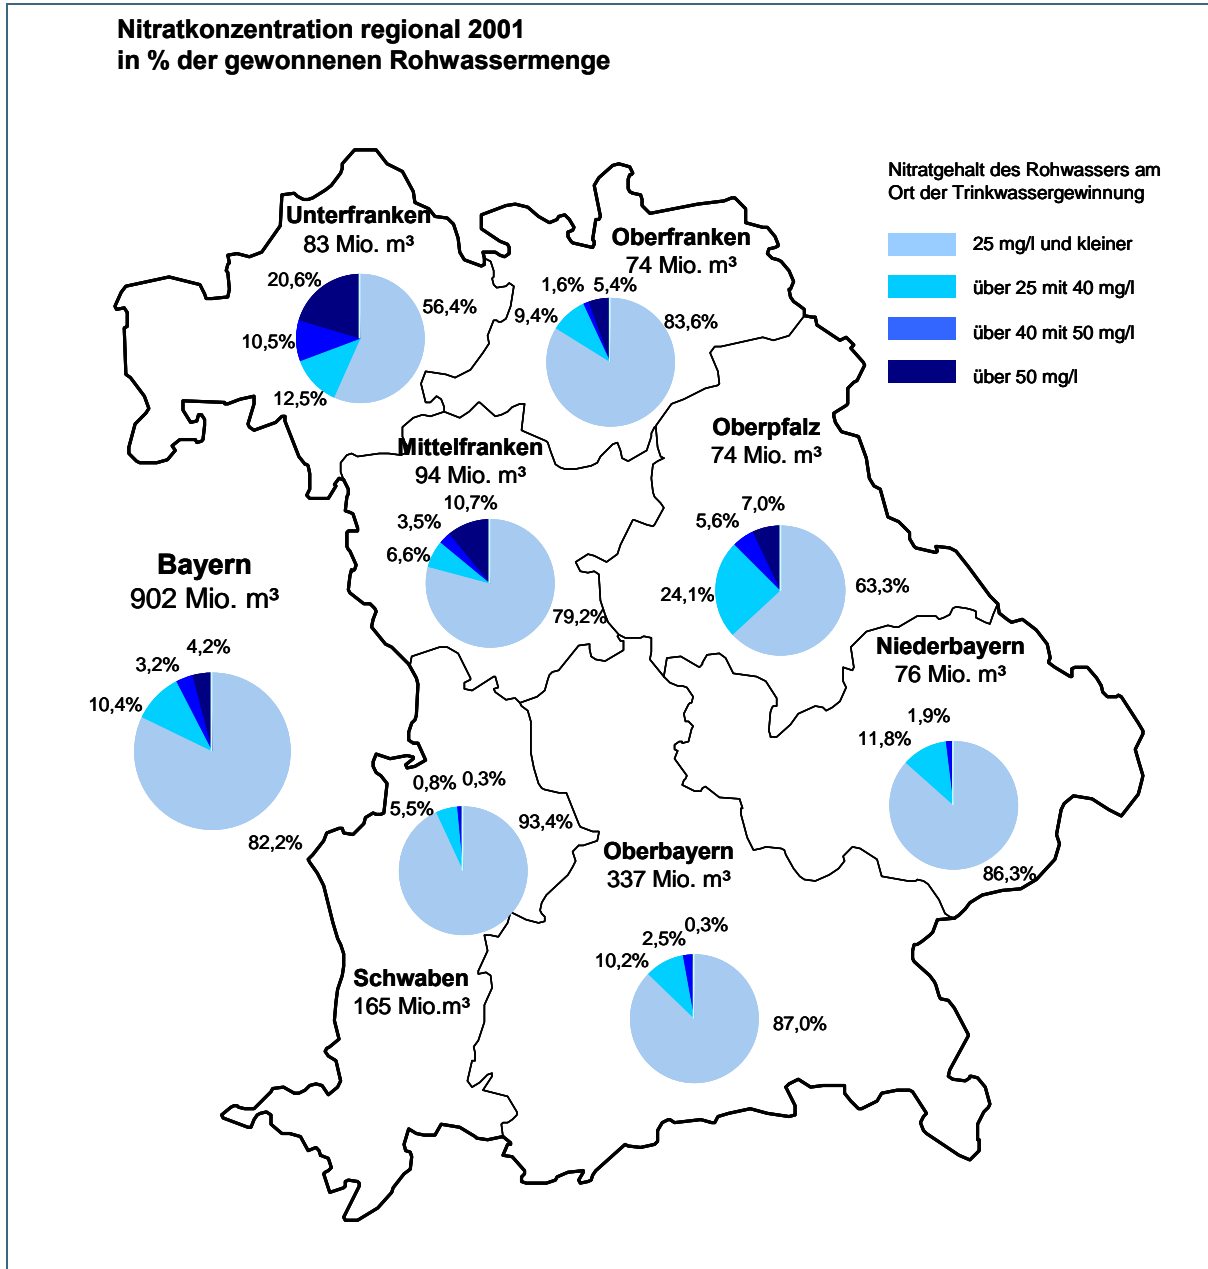 Nitratkonzentration regional 2001
in % der gewonnenen Rohwassermenge
Nitratgehalt des Rohwassers am
Ort der Trinkwassergewinnung
25 mg/l und kleiner
über 25 mit 40 mg/l
über 40 mit 50 mg/l
über 50 mg/l
Unterfranken
83 Mio. m³
20,6%
56,4%
10,5%
12,5%
Oberfranken
74 Mio. m³
1,6%
5,4%
9,4%
83,6%
Mittelfranken
94 Mio. m³
10,7%
3,5%
6,6%
79,2%
Oberpfalz
74 Mio. m³
7,0%
5,6%
24,1%
63,3%
Bayern
902 Mio. m³
4,2%
3,2%
10,4%
82,2%
Niederbayern
76 Mio. m³
1,9%
11,8%
86,3%
0,8%
0,3%
5,5%
93,4%
Schwaben
165 Mio.m³
Oberbayern
337 Mio. m³
0,3%
2,5%
10,2%
87,0%